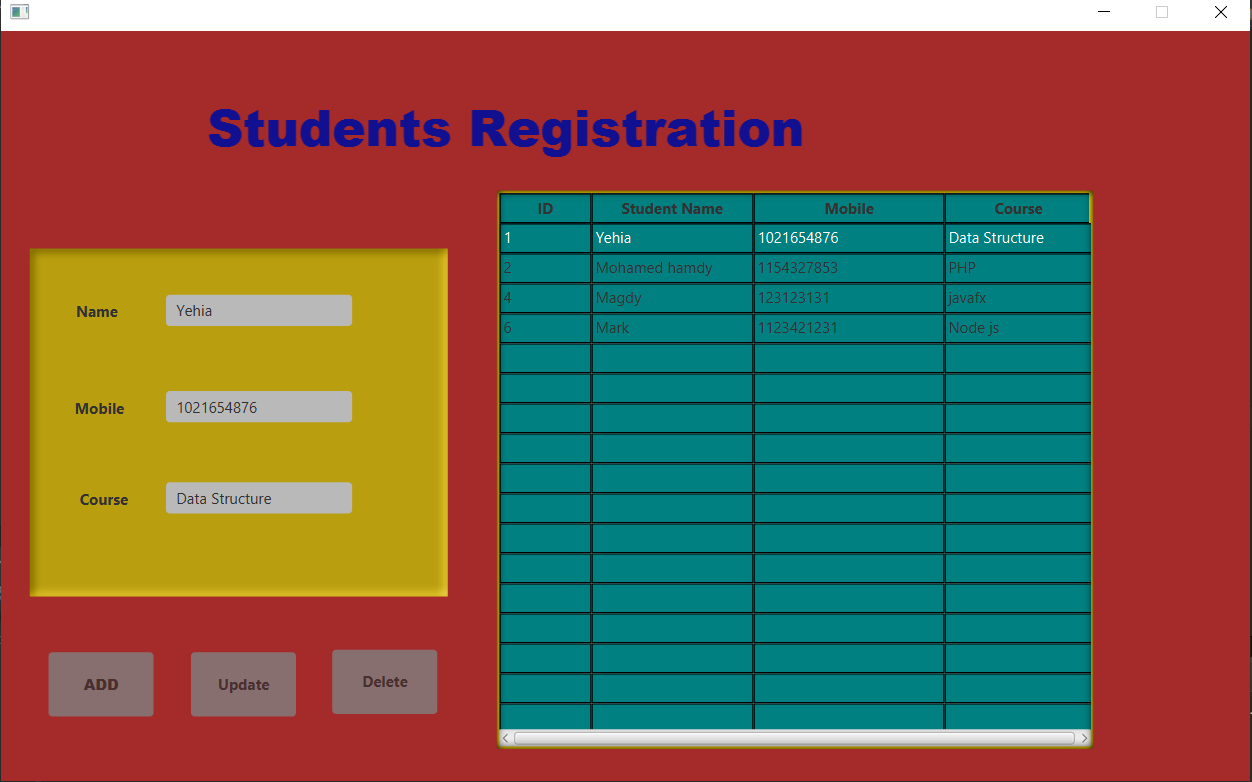 Students Registration
ID Student Name Mobile Course
1 Yehia 1021654876 Data Structure
2 Mohamed hamdy 1154327853 PHP
4 Magdy 123123131 javafx
6 Mark 1123421231 Node js
Name Yehia
Mobile 1021654876
Course Data Structure
ADD Update Delete